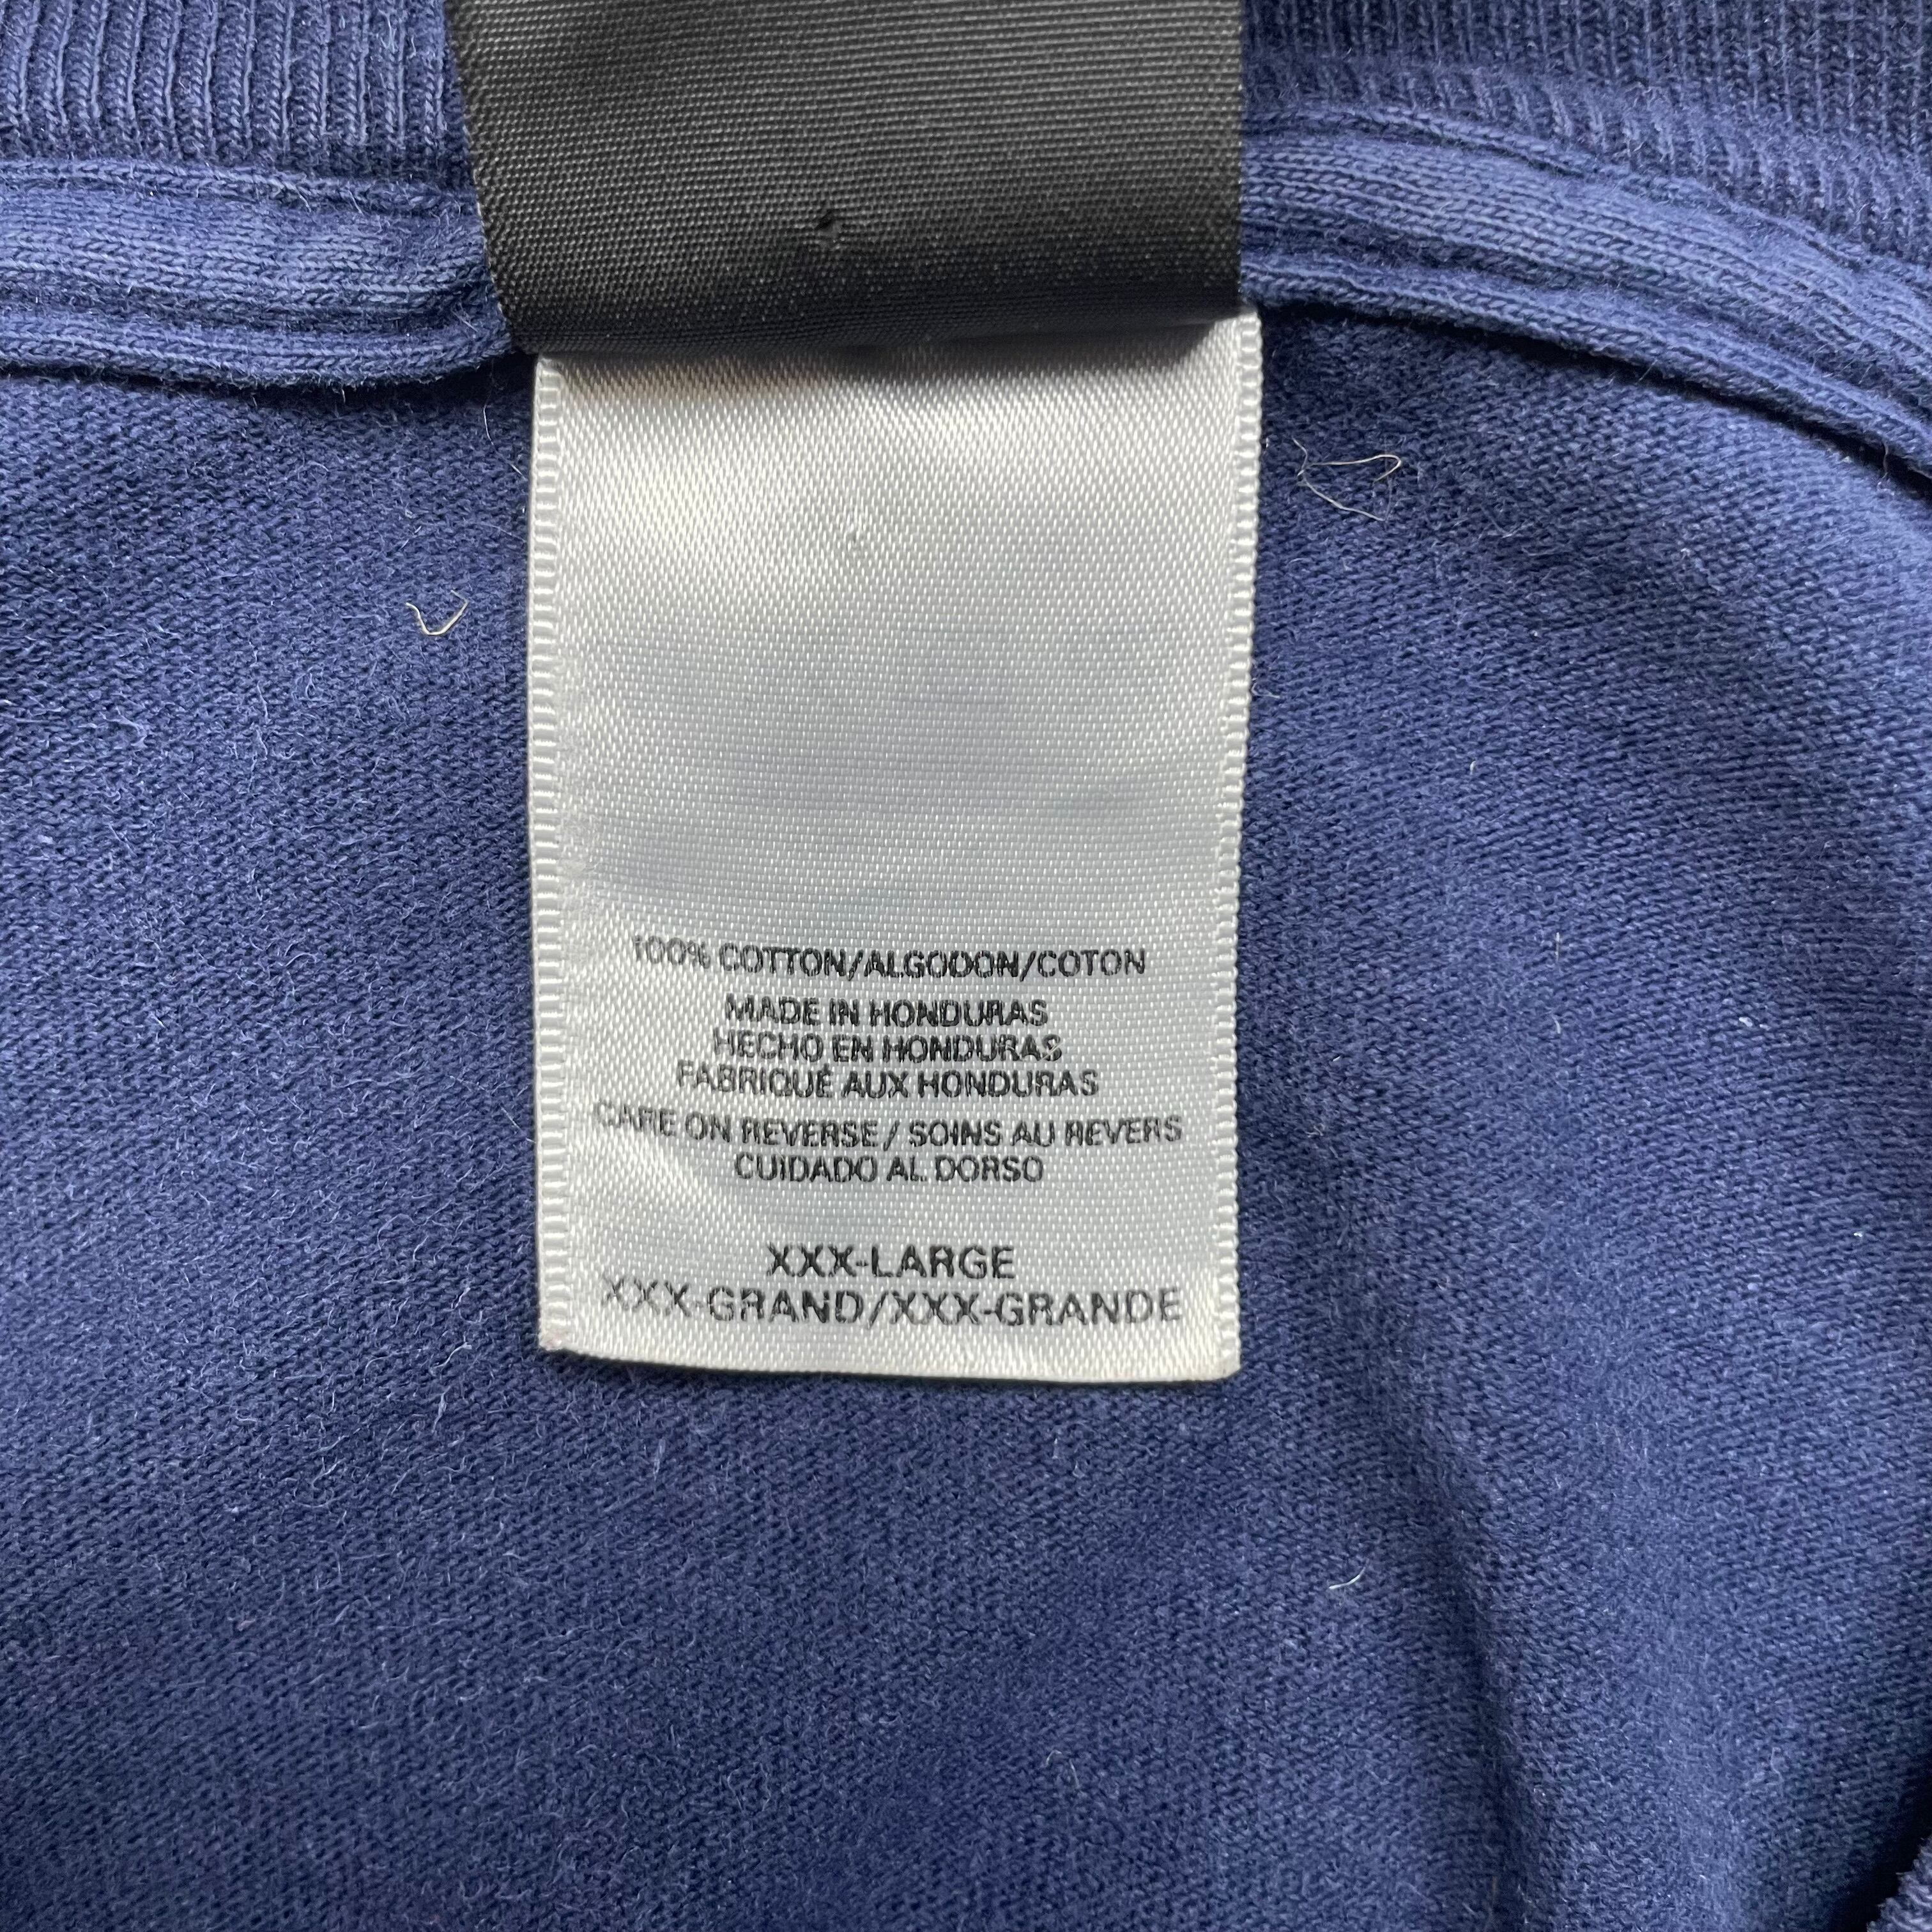 100% COTTON/ALGODON/COTON
MADE IN HONDURAS
HECHO EN HONDURAS
FABRIQUÉ AUX HONDURAS
CARE ON REVERSE / SOINS AU REVERS
CUIDADO AL DORSO
XXX-LARGE
XXX-GRAND/XXX-GRANDE